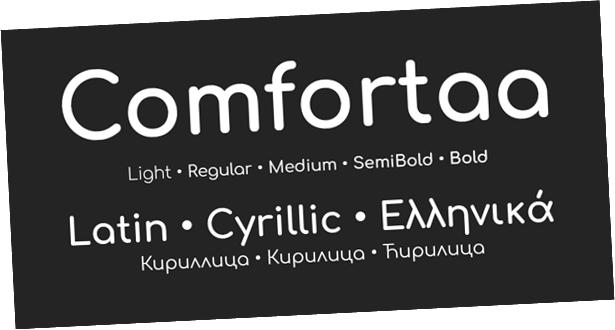 Comfortaa
Light • Regular • Medium • SemiBold • Bold
Latin • Cyrillic • Ελληνικά
Кириллица • Кирилица • Ћирилица